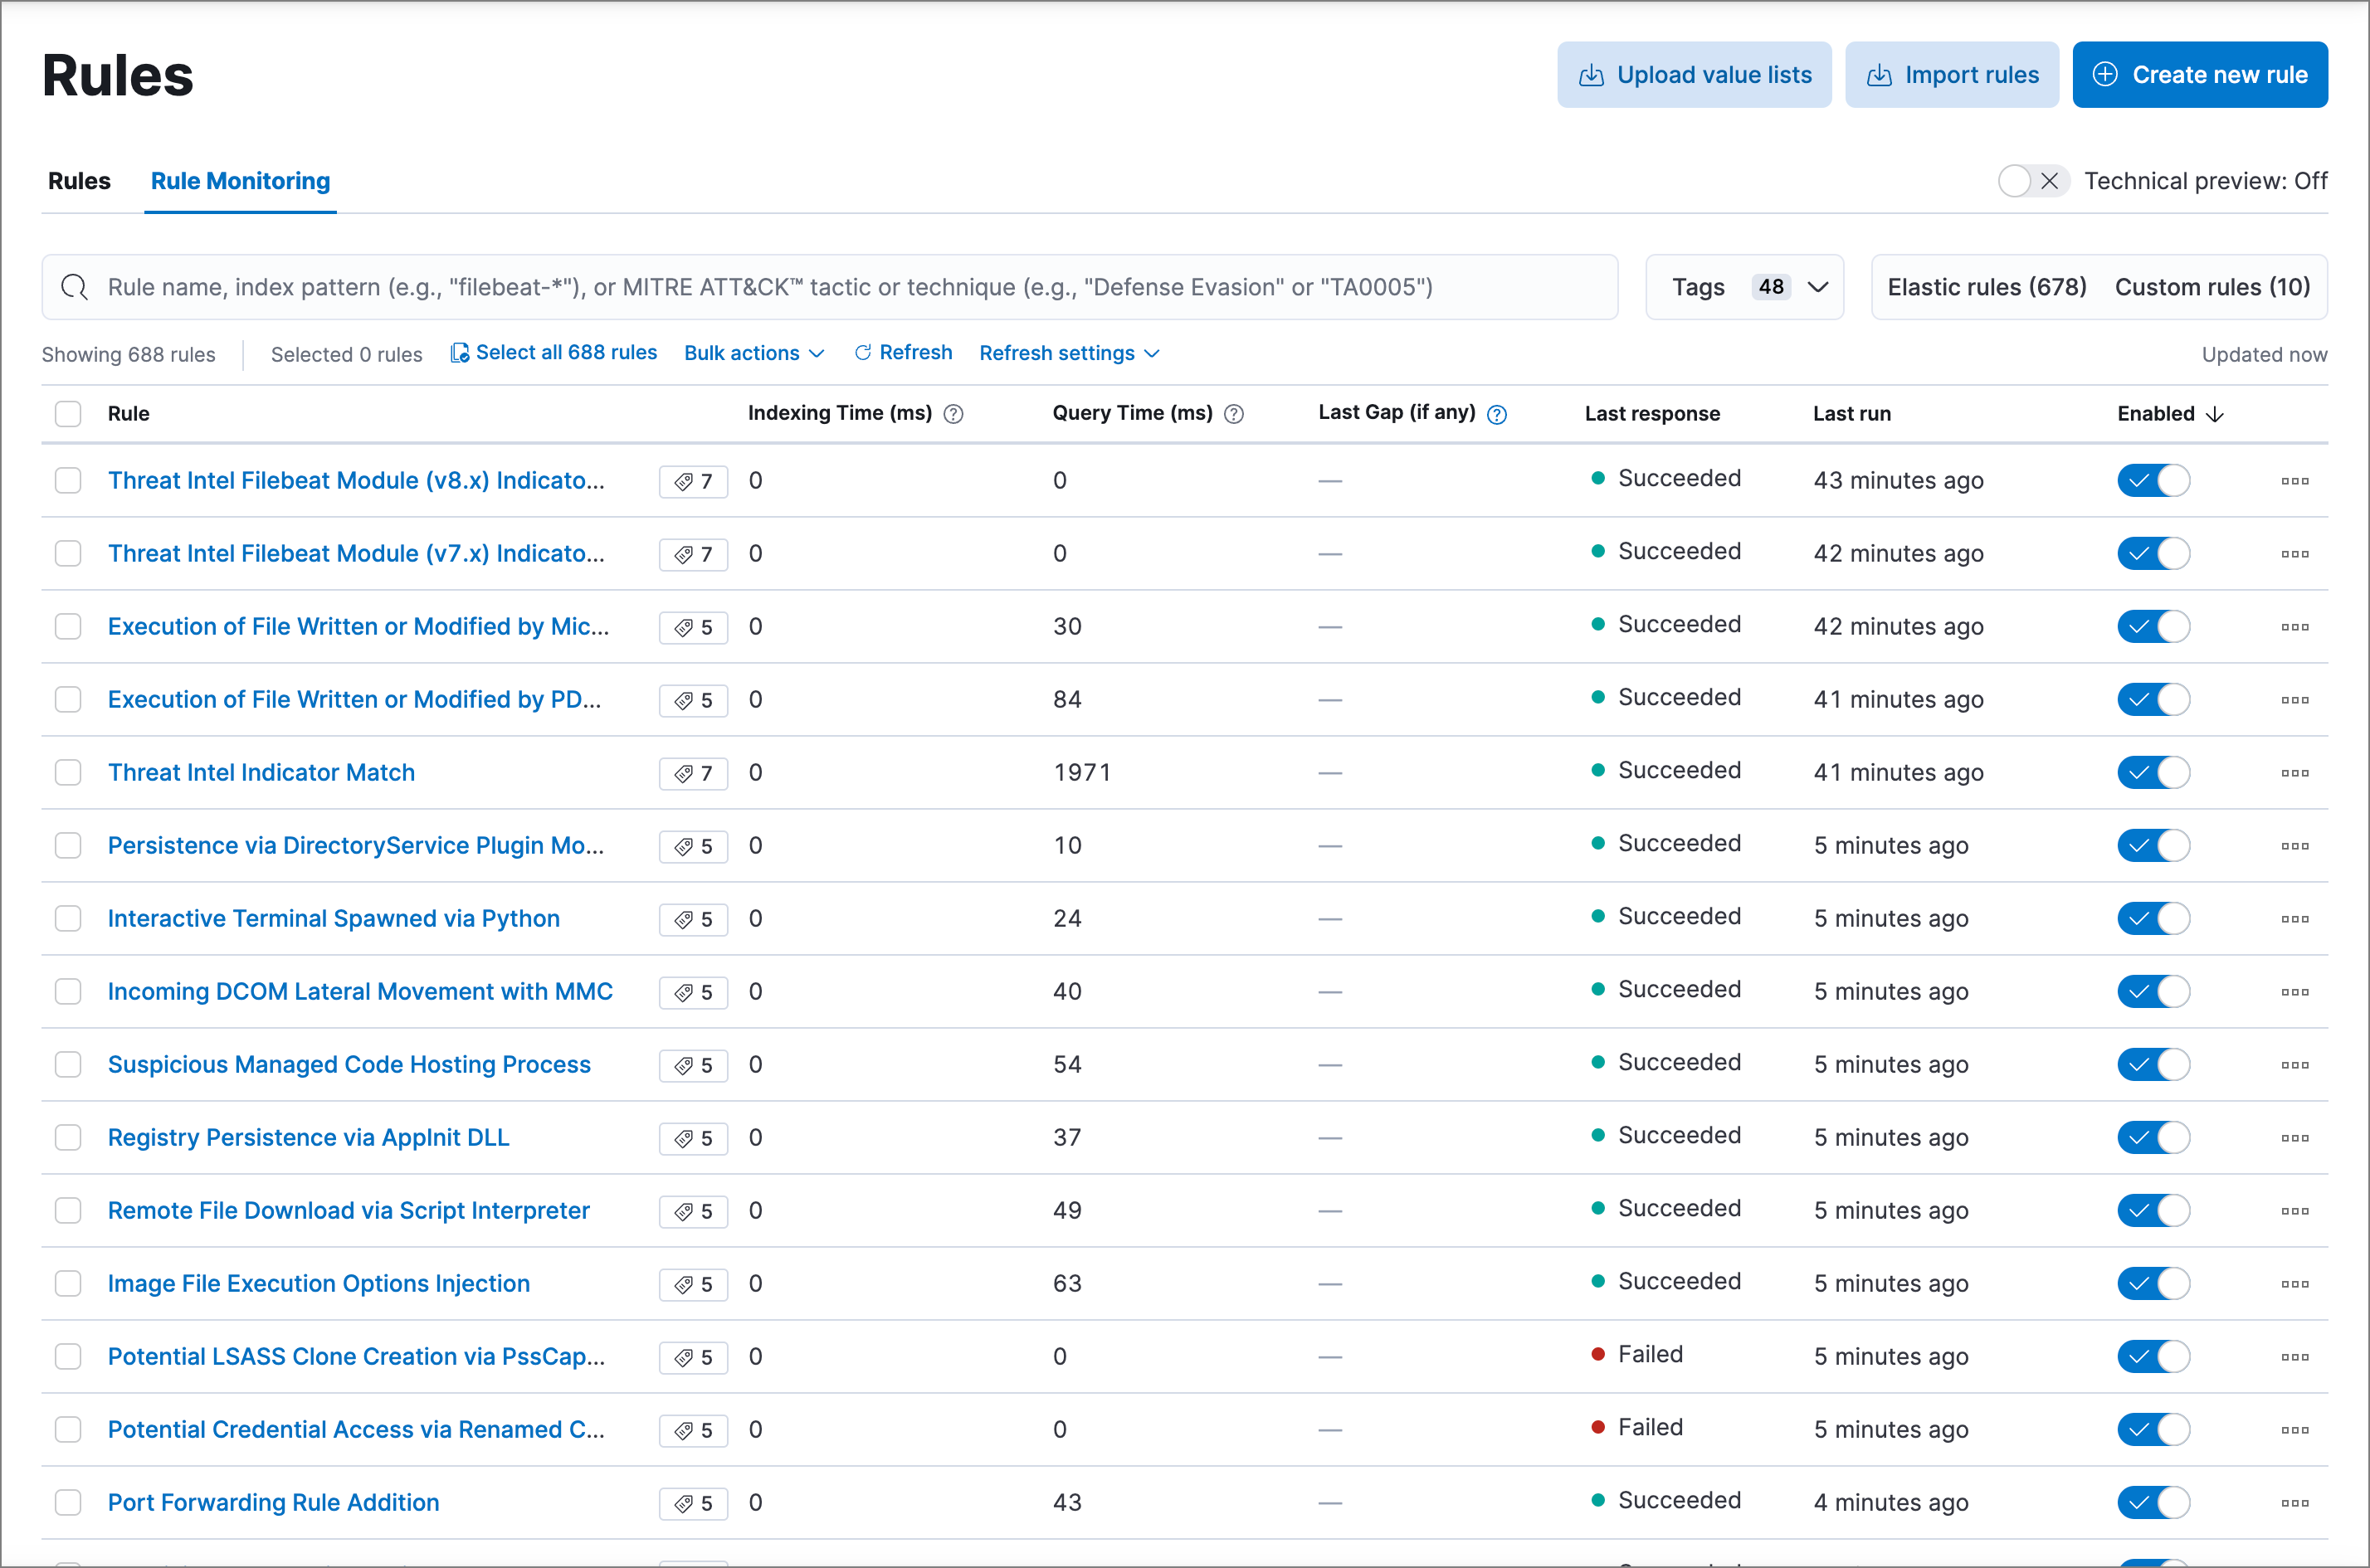 Rules
Upload value lists
Import rules
Create new rule
Rules
Rule Monitoring
Technical preview: Off
Rule name, index pattern (e.g., "filebeat-*"), or MITRE ATT&CK™ tactic or technique (e.g., "Defense Evasion" or "TA0005")
Tags 48
Elastic rules (678) Custom rules (10)
Showing 688 rules Selected 0 rules Select all 688 rules Bulk actions Refresh Refresh settings Updated now
Rule Indexing Time (ms) Query Time (ms) Last Gap (if any) Last response Last run Enabled
Threat Intel Filebeat Module (v8.x) Indicato... 7 0 0 — Succeeded 43 minutes ago
Threat Intel Filebeat Module (v7.x) Indicato... 7 0 0 — Succeeded 42 minutes ago
Execution of File Written or Modified by Mic... 5 0 30 — Succeeded 42 minutes ago
Execution of File Written or Modified by PD... 5 0 84 — Succeeded 41 minutes ago
Threat Intel Indicator Match 7 0 1971 — Succeeded 41 minutes ago
Persistence via DirectoryService Plugin Mo... 5 0 10 — Succeeded 5 minutes ago
Interactive Terminal Spawned via Python 5 0 24 — Succeeded 5 minutes ago
Incoming DCOM Lateral Movement with MMC 5 0 40 — Succeeded 5 minutes ago
Suspicious Managed Code Hosting Process 5 0 54 — Succeeded 5 minutes ago
Registry Persistence via AppInit DLL 5 0 37 — Succeeded 5 minutes ago
Remote File Download via Script Interpreter 5 0 49 — Succeeded 5 minutes ago
Image File Execution Options Injection 5 0 63 — Succeeded 5 minutes ago
Potential LSASS Clone Creation via PssCap... 5 0 0 — Failed 5 minutes ago
Potential Credential Access via Renamed C... 5 0 0 — Failed 5 minutes ago
Port Forwarding Rule Addition 5 0 43 — Succeeded 4 minutes ago